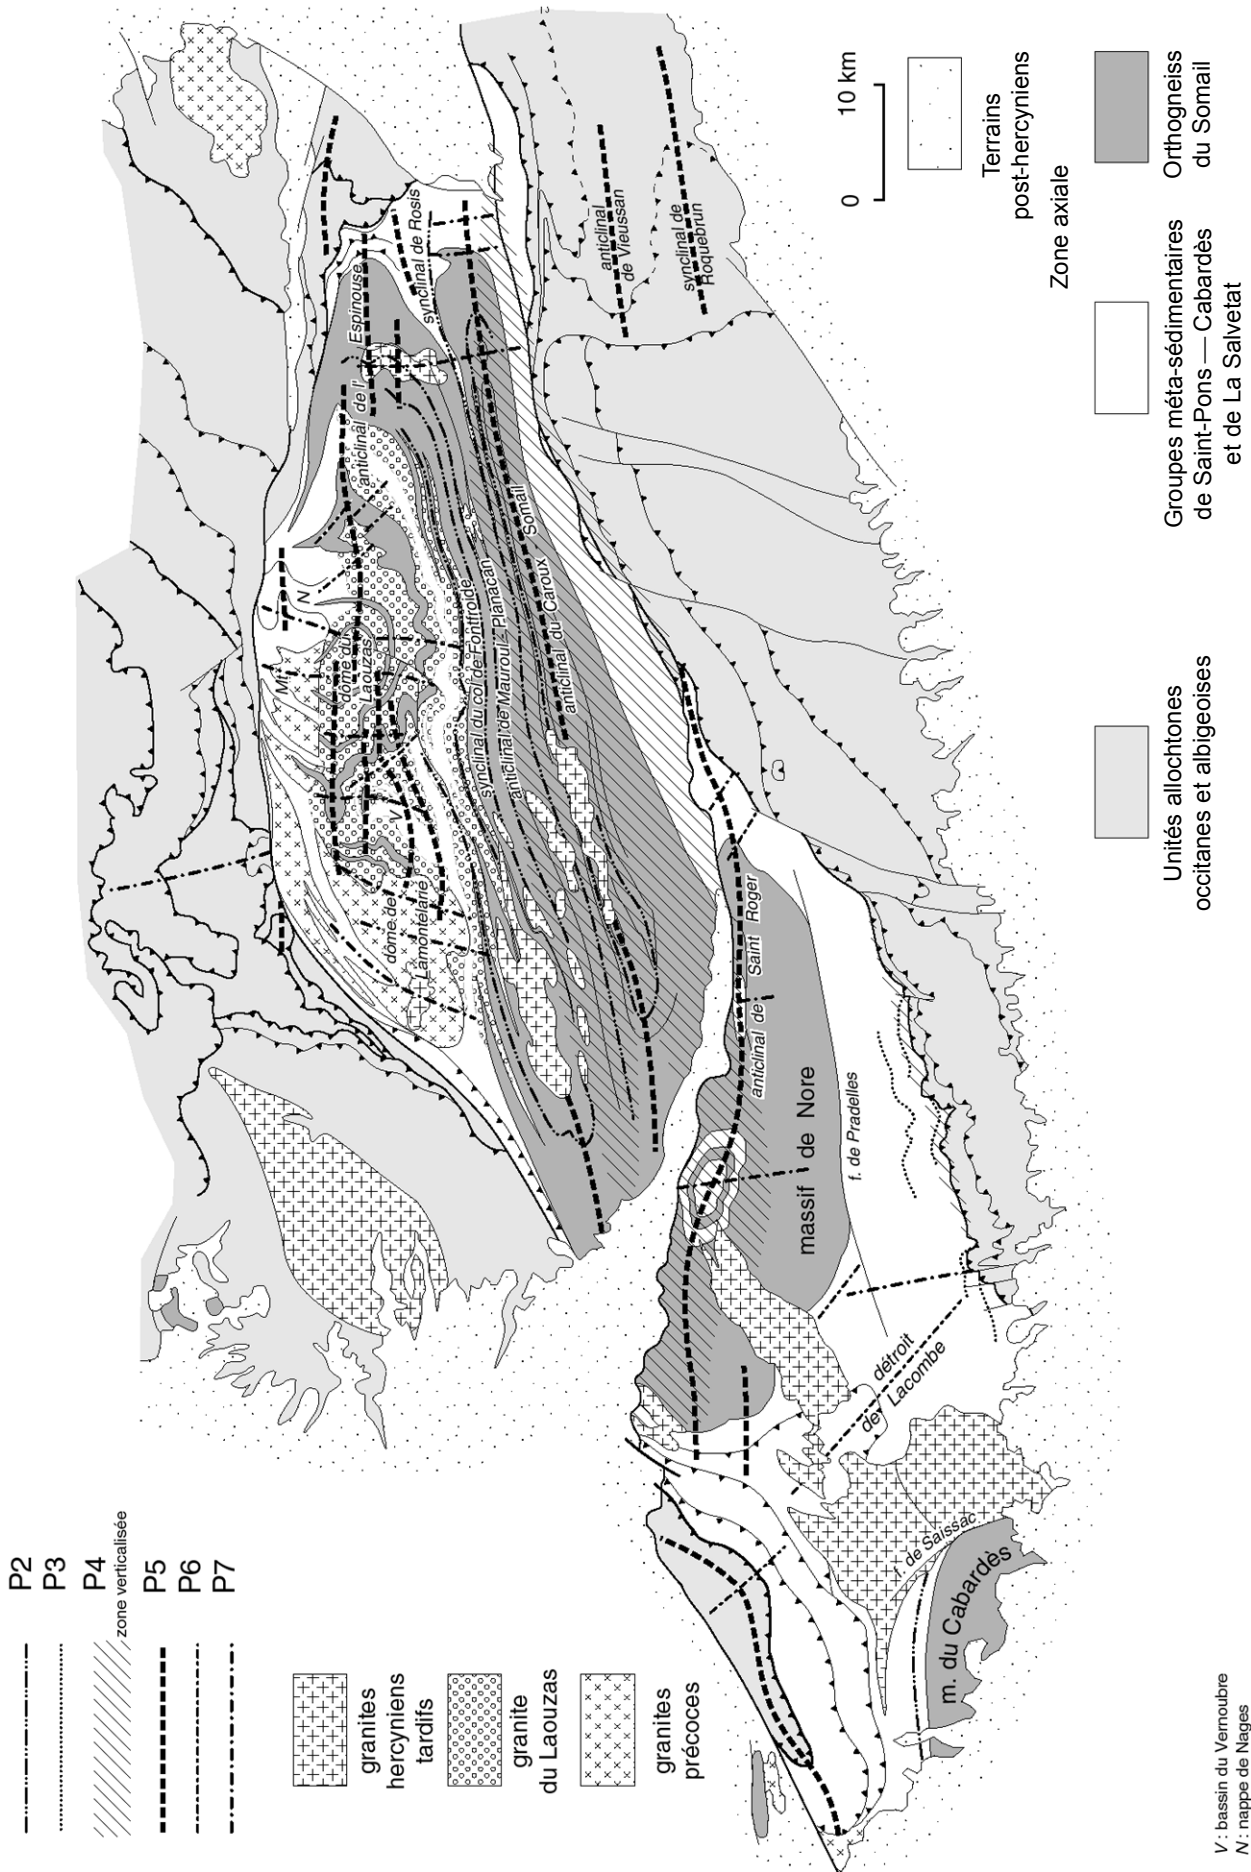 P2
P3
P4
zone verticalisée
P5
P6
P7
granites
hercyniens
tardifs
granite
du Laouzas
granites
précoces
Mt
N
V
dôme du
Laouzas
dôme de
Lamontélarié
anticlinal de l' Espinouse
synclinal de Rosis
synclinal du col de Fontfroide
anticlinal de Mauroul - Planacan
anticlinal du Caroux Somail
anticlinal
de Vieussan
synclinal de
Roquebrun
anticlinal de Saint Roger
massif de Nore
f. de Pradelles
détroit
de Lacombe
f. de Saissac
m. du Cabardès
0 10 km
Terrains
post-hercyniens
Zone axiale
Orthogneiss
du Somail
Groupes méta-sédimentaires
de Saint-Pons — Cabardès
et de La Salvetat
Unités allochtones
occitanes et albigeoises
V : bassin du Vernoubre
N : nappe de Nages